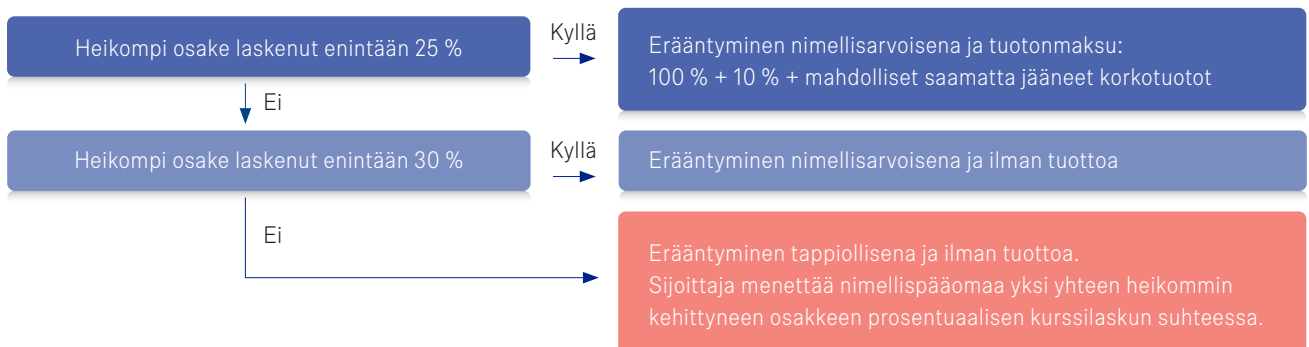 Heikompi osake laskenut enintään 25 %
Kyllä
Erääntyminen nimellisarvoisena ja tuotonmaksu:
100 % + 10 % + mahdolliset saamatta jääneet korkotuotot
Ei
Heikompi osake laskenut enintään 30 %
Kyllä
Erääntyminen nimellisarvoisena ja ilman tuottoa
Ei
Erääntyminen tappiollisena ja ilman tuottoa.
Sijoittaja menettää nimellispääomaa yksi yhteen heikommin
kehittyneen osakkeen prosentuaalisen kurssilaskun suhteessa.